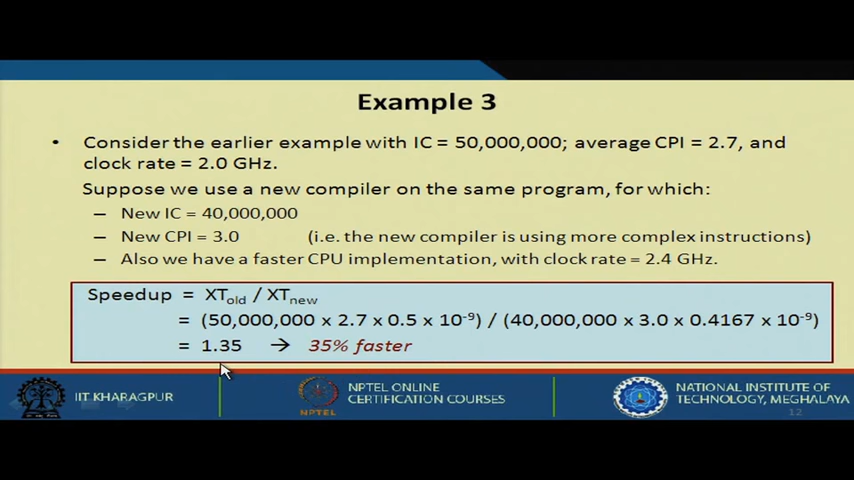 Example 3
• Consider the earlier example with IC = 50,000,000; average CPI = 2.7, and
clock rate = 2.0 GHz.
Suppose we use a new compiler on the same program, for which:
– New IC = 40,000,000
– New CPI = 3.0 (i.e. the new compiler is using more complex instructions)
– Also we have a faster CPU implementation, with clock rate = 2.4 GHz.
Speedup = XTold / XTnew
= (50,000,000 x 2.7 x 0.5 x 10⁻⁹) / (40,000,000 x 3.0 x 0.4167 x 10⁻⁹)
= 1.35 → 35% faster
IIT KHARAGPUR
NPTEL
NPTEL ONLINE
CERTIFICATION COURSES
NATIONAL INSTITUTE OF
TECHNOLOGY, MEGHALAYA
12